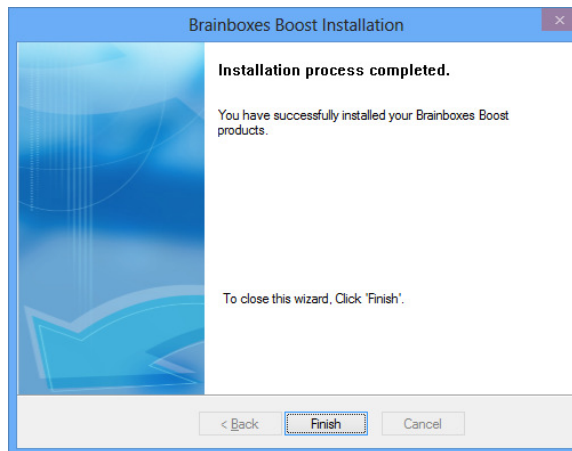 Brainboxes Boost Installation
Installation process completed.
You have successfully installed your Brainboxes Boost
products.
To close this wizard, Click 'Finish'.
< Back
Finish
Cancel